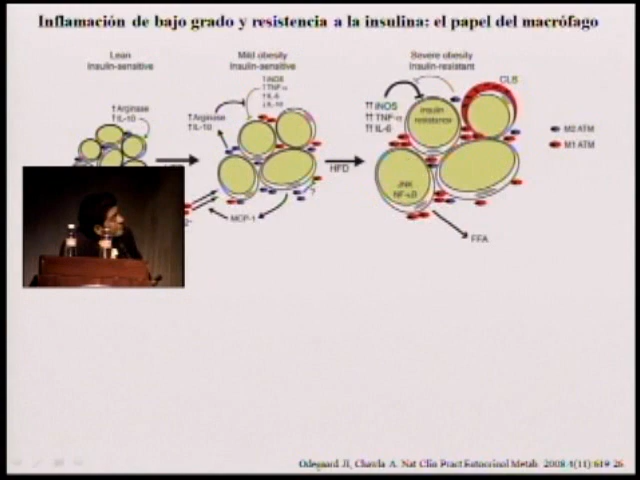 Inflamación de bajo grado y resistencia a la insulina: el papel del macrófago
Lean
Insulin-sensitive
Mild obesity
Insulin-sensitive
Severe obesity
Insulin-resistant
↑Arginase
↑IL-10
↑Arginase
↑IL-10
↑iNOS
↑TNF-α
↑IL-6
↓IL-10
↑↑ iNOS
↑↑ TNF-α
↑↑ IL-6
Insulin
resistance
CLS
M2 ATM
M1 ATM
HFD
JNK
NF-κB
MCP-1
?
FFA
Odegaard JI, Chawla A. Nat Clin Pract Endocrinol Metab. 2008 4(11):619-26